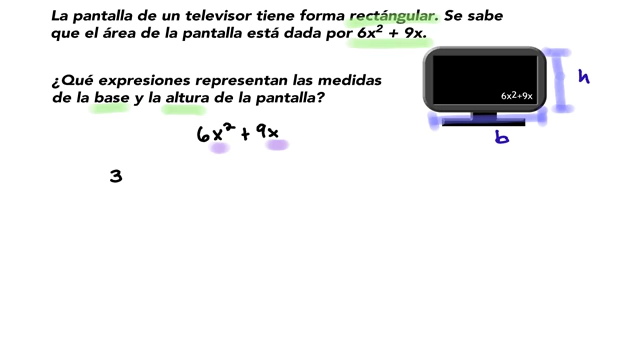 La pantalla de un televisor tiene forma rectángular. Se sabe
que el área de la pantalla está dada por 6x² + 9x.
¿Qué expresiones representan las medidas
de la base y la altura de la pantalla?
6x²+9x
h
b
6x² + 9x
3